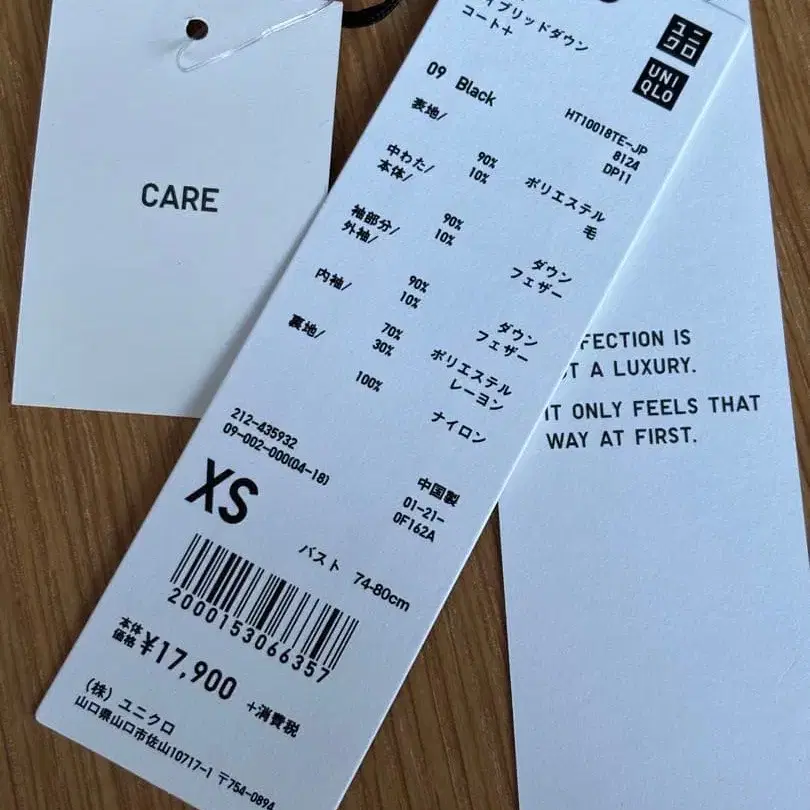 CARE
イブリッドダウン
コート+
ユニ
クロ
UNI
QLO
09 Black
HT10018TE-JP
8124
DP11
表地/
90% ポリエステル
10% 毛
中わた/
本体/
90% ダウン
10% フェザー
袖部分/
外袖/
90% ダウン
10% フェザー
内袖/
70% ポリエステル
30% レーヨン
裏地/
100% ナイロン
212-435932
09-002-000(04-18)
中国製
01-21-
0F162A
XS
バスト 74-80cm
2000153066357
本体
価格 ¥17,900 +消費税
(株) ユニクロ
山口県山口市佐山10717-1 〒754-0894
FECTION IS
T A LUXURY.
IT ONLY FEELS THAT
WAY AT FIRST.